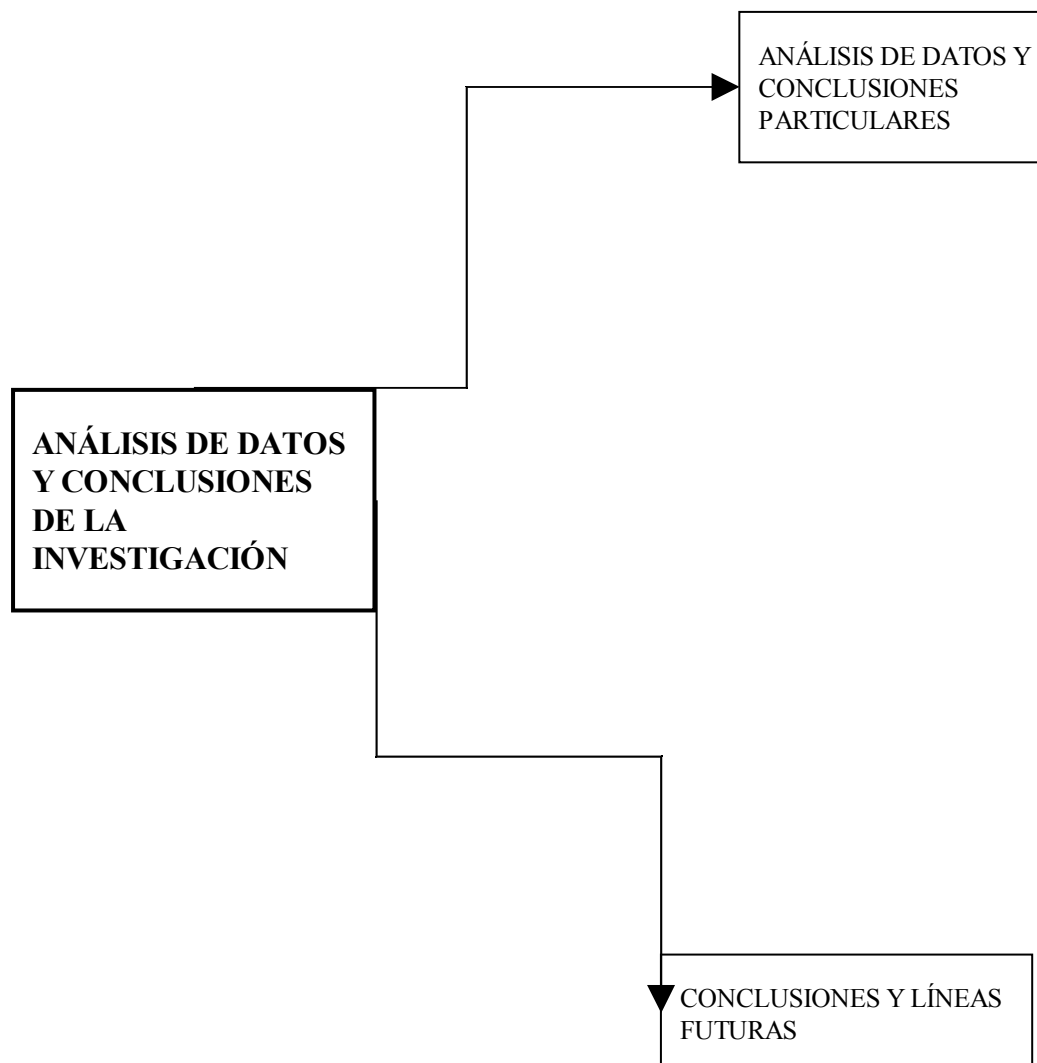 ANÁLISIS DE DATOS Y
CONCLUSIONES
PARTICULARES
ANÁLISIS DE DATOS
Y CONCLUSIONES
DE LA
INVESTIGACIÓN
CONCLUSIONES Y LÍNEAS
FUTURAS